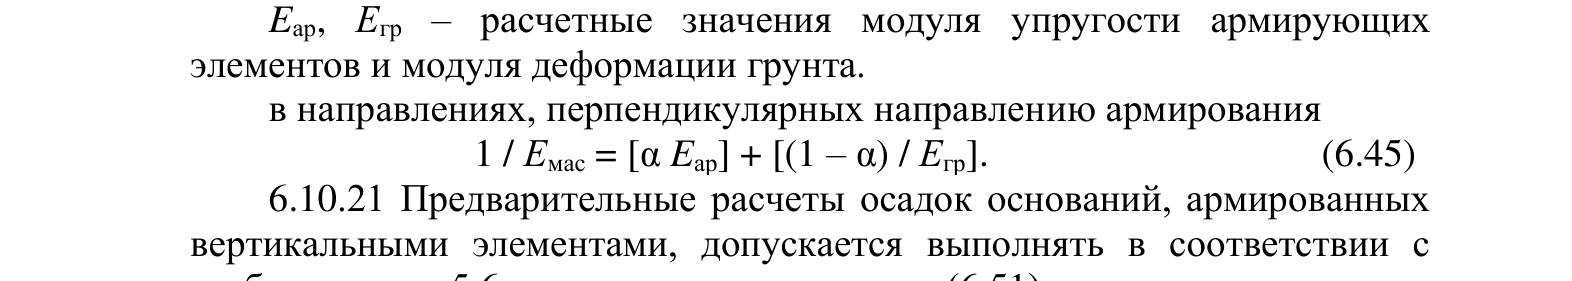 Eар, Eгр – расчетные значения модуля упругости армирующих
элементов и модуля деформации грунта.
в направлениях, перпендикулярных направлению армирования
1 / Eмас = [α Eар] + [(1 – α) / Eгр]. (6.45)
6.10.21 Предварительные расчеты осадок оснований, армированных
вертикальными элементами, допускается выполнять в соответствии с